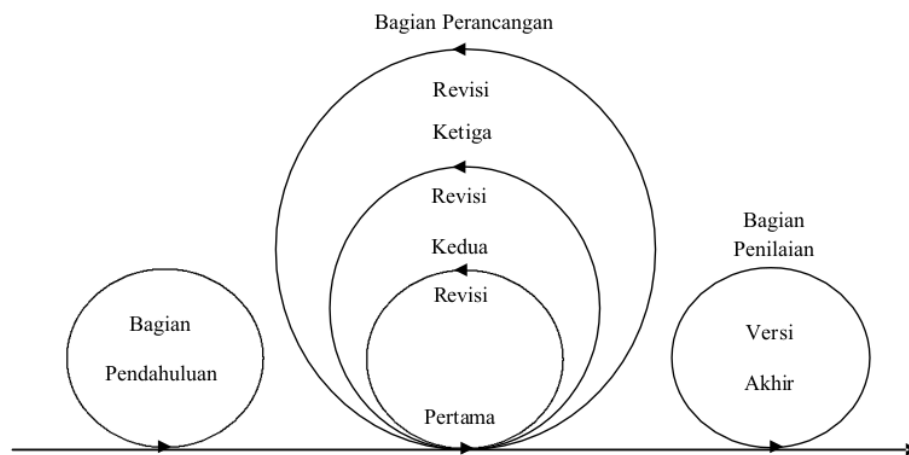 Bagian Perancangan
Revisi
Ketiga
Revisi
Kedua
Revisi
Pertama
Bagian
Pendahuluan
Bagian
Penilaian
Versi
Akhir